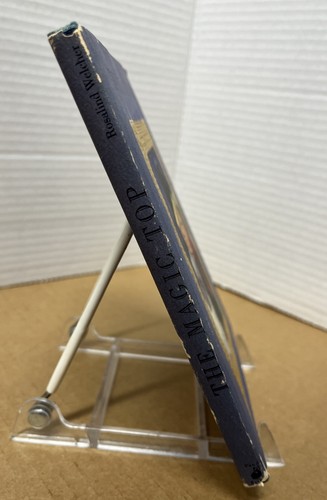 Rosalind Welcher
THE MAGIC TOP